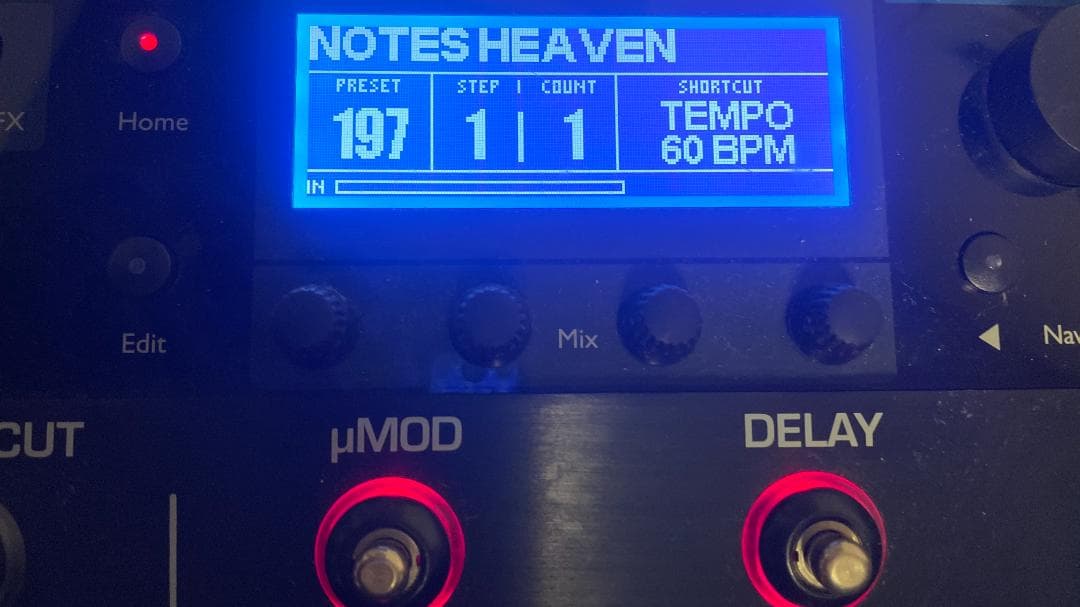 NOTES HEAVEN
PRESET STEP | COUNT SHORTCUT
197 1 | 1 TEMPO
60 BPM
IN
FX
Home
Edit
Mix
◀ Nav
CUT
µMOD
DELAY